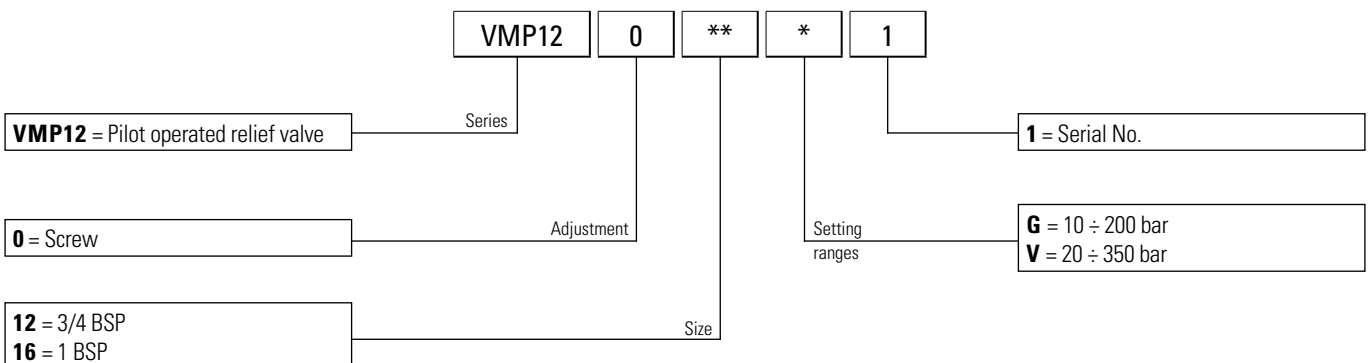 VMP12 0 ** * 1
Series
VMP12 = Pilot operated relief valve
1 = Serial No.
Adjustment
0 = Screw
Setting
ranges
G = 10 ÷ 200 bar
V = 20 ÷ 350 bar
Size
12 = 3/4 BSP
16 = 1 BSP